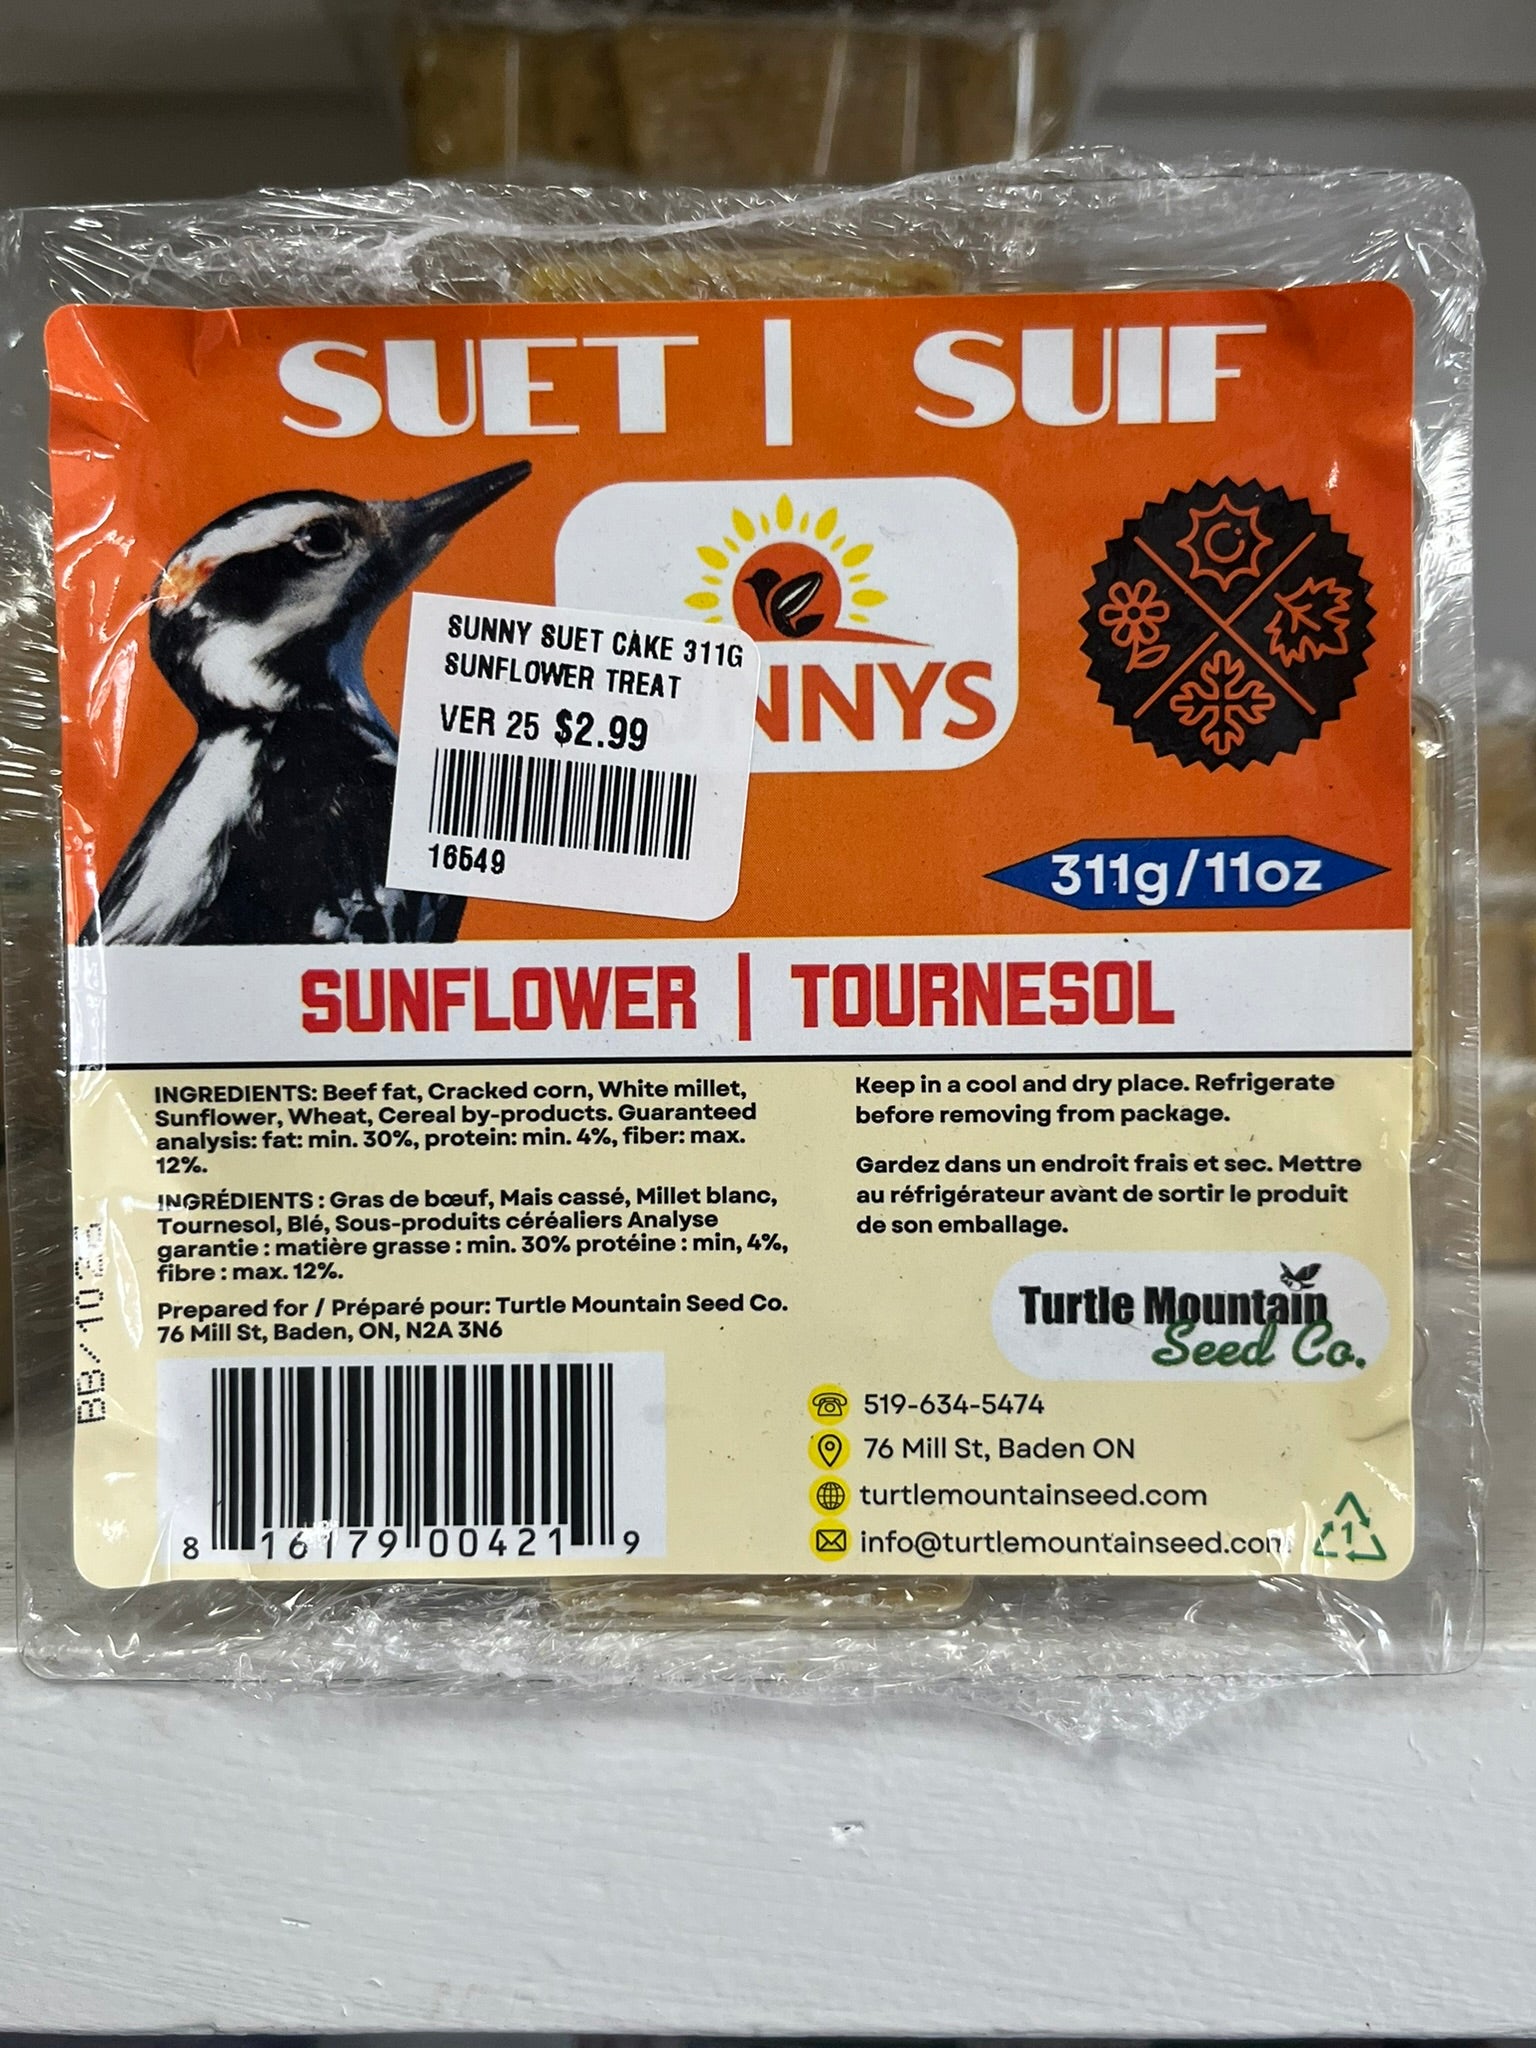 SUET | SUIF
SUNNY SUET CAKE 311G
SUNFLOWER TREAT
VER 25 $2.99
16549
NNYS
311g/11oz
SUNFLOWER | TOURNESOL
INGREDIENTS: Beef fat, Cracked corn, White millet,
Sunflower, Wheat, Cereal by-products. Guaranteed
analysis: fat: min. 30%, protein: min. 4%, fiber: max.
12%.
INGRÉDIENTS : Gras de bœuf, Mais cassé, Millet blanc,
Tournesol, Blé, Sous-produits céréaliers Analyse
garantie : matière grasse : min. 30% protéine : min, 4%,
fibre : max. 12%.
Prepared for / Préparé pour: Turtle Mountain Seed Co.
76 Mill St, Baden, ON, N2A 3N6
8 16179 00421 9
Keep in a cool and dry place. Refrigerate
before removing from package.
Gardez dans un endroit frais et sec. Mettre
au réfrigérateur avant de sortir le produit
de son emballage.
Turtle Mountain
Seed Co.
519-634-5474
76 Mill St, Baden ON
turtlemountainseed.com
info@turtlemountainseed.com
1